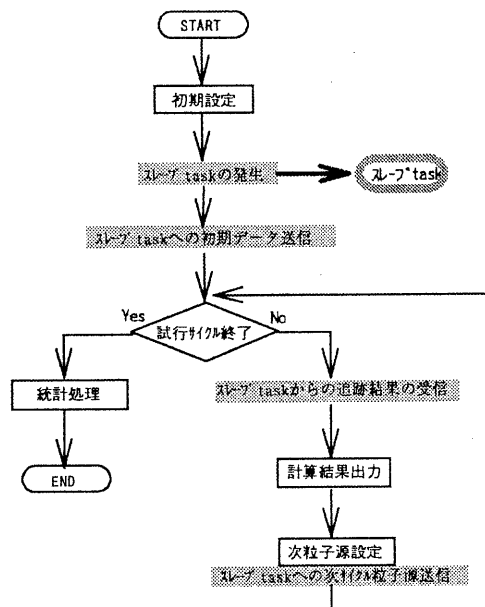 START
初期設定
ｽﾚｰﾌﾞtaskの発生
ｽﾚｰﾌﾞtask
ｽﾚｰﾌﾞtaskへの初期データ送信
Yes
試行ｻｲｸﾙ終了
No
統計処理
ｽﾚｰﾌﾞtaskからの追跡結果の受信
END
計算結果出力
次粒子源設定
ｽﾚｰﾌﾞtaskへの次ｻｲｸﾙ粒子源送信